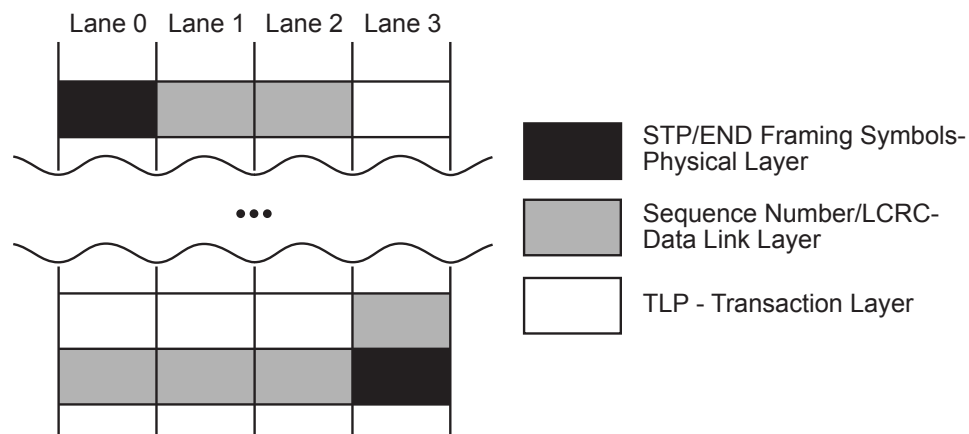 Lane 0 Lane 1 Lane 2 Lane 3
STP/END Framing Symbols-
Physical Layer
Sequence Number/LCRC-
Data Link Layer
TLP - Transaction Layer